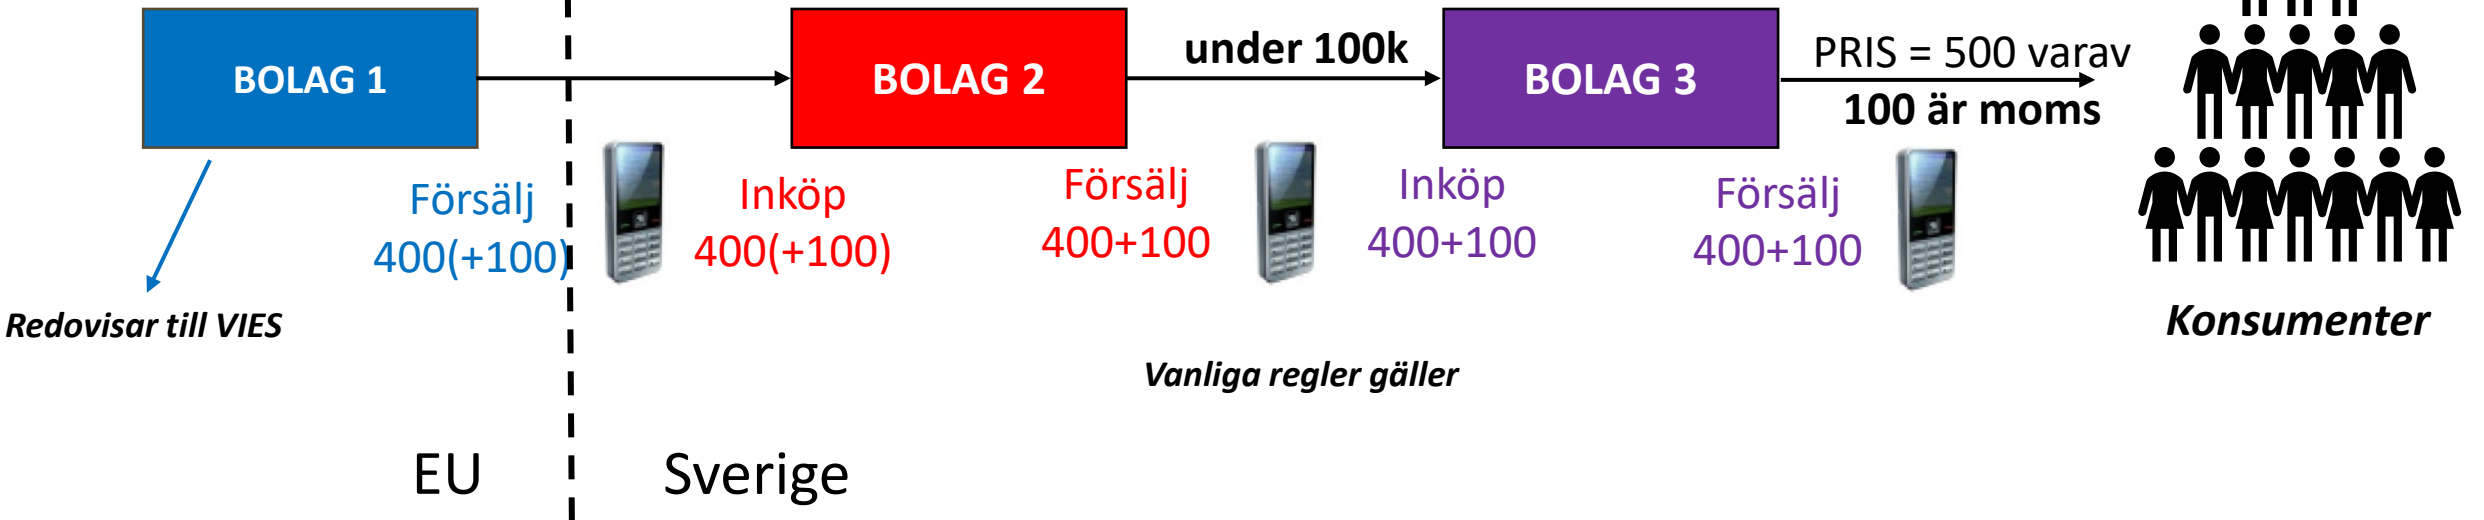 BOLAG 1
BOLAG 2
under 100k
BOLAG 3
PRIS = 500 varav
100 är moms
Försälj
400(+100)
Inköp
400(+100)
Försälj
400+100
Inköp
400+100
Försälj
400+100
Redovisar till VIES
Konsumenter
Vanliga regler gäller
EU
Sverige